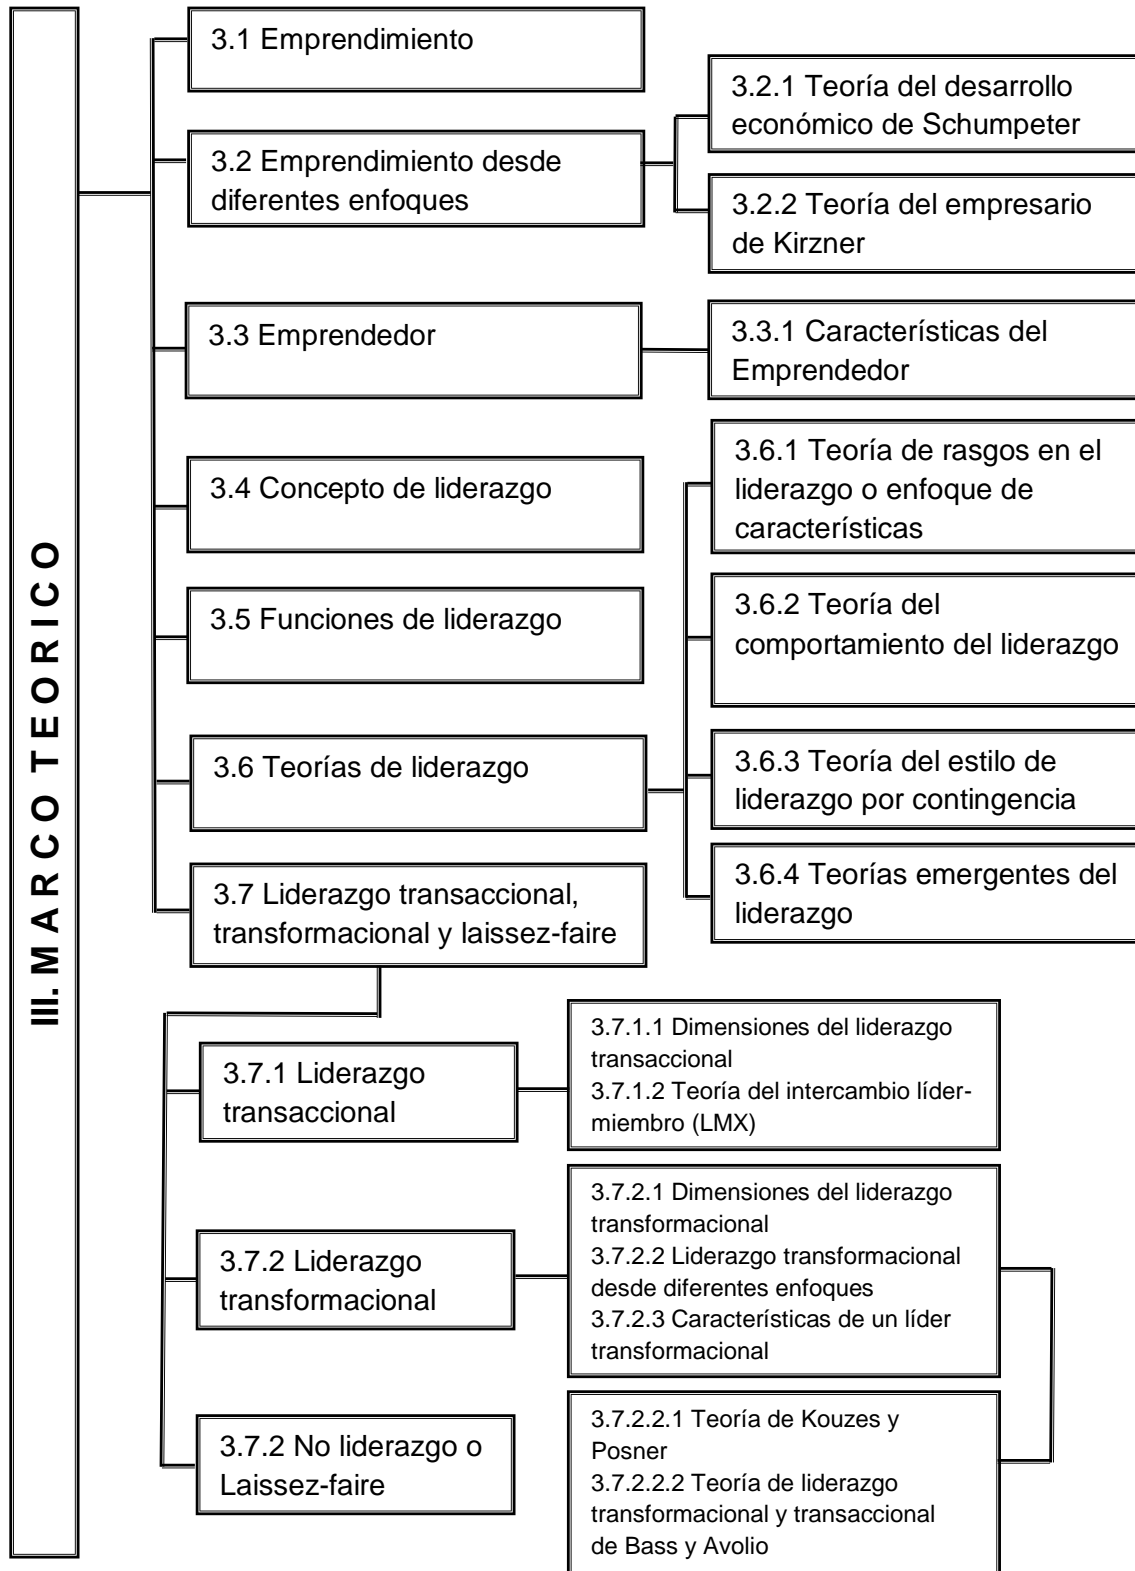 III. MARCO TEORICO
3.1 Emprendimiento
3.2 Emprendimiento desde
diferentes enfoques
3.2.1 Teoría del desarrollo
económico de Schumpeter
3.2.2 Teoría del empresario
de Kirzner
3.3 Emprendedor
3.3.1 Características del
Emprendedor
3.4 Concepto de liderazgo
3.5 Funciones de liderazgo
3.6 Teorías de liderazgo
3.6.1 Teoría de rasgos en el
liderazgo o enfoque de
características
3.6.2 Teoría del
comportamiento del liderazgo
3.6.3 Teoría del estilo de
liderazgo por contingencia
3.6.4 Teorías emergentes del
liderazgo
3.7 Liderazgo transaccional,
transformacional y laissez-faire
3.7.1 Liderazgo
transaccional
3.7.1.1 Dimensiones del liderazgo
transaccional
3.7.1.2 Teoría del intercambio líder-
miembro (LMX)
3.7.2 Liderazgo
transformacional
3.7.2.1 Dimensiones del liderazgo
transformacional
3.7.2.2 Liderazgo transformacional
desde diferentes enfoques
3.7.2.3 Características de un líder
transformacional
3.7.2 No liderazgo o
Laissez-faire
3.7.2.2.1 Teoría de Kouzes y
Posner
3.7.2.2.2 Teoría de liderazgo
transformacional y transaccional
de Bass y Avolio